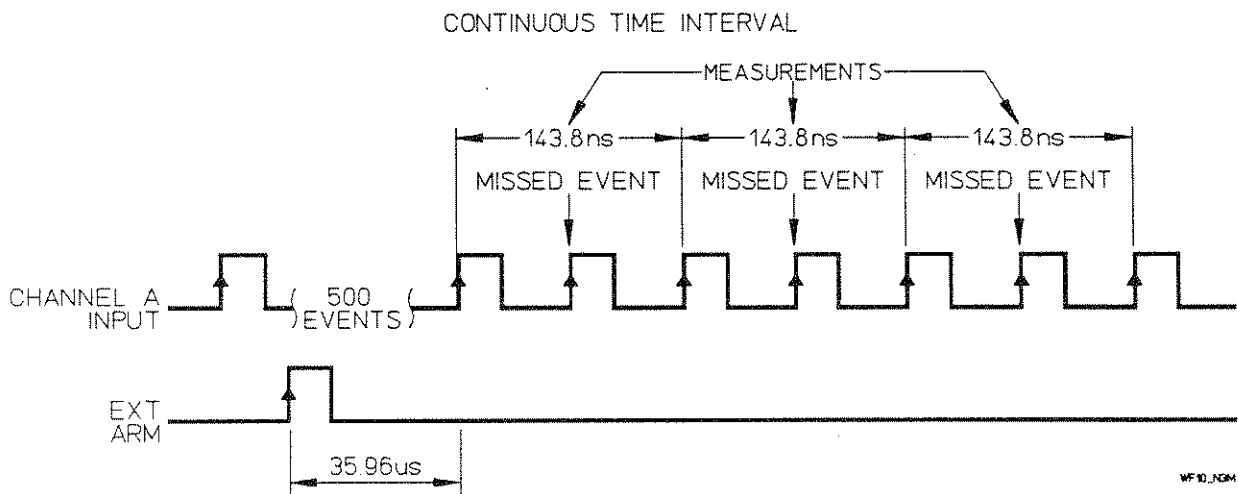 CONTINUOUS TIME INTERVAL
MEASUREMENTS
143.8ns 143.8ns 143.8ns
MISSED EVENT MISSED EVENT MISSED EVENT
CHANNEL A
INPUT
( 500 )
EVENTS
EXT
ARM
35.96us
WF10_N3M